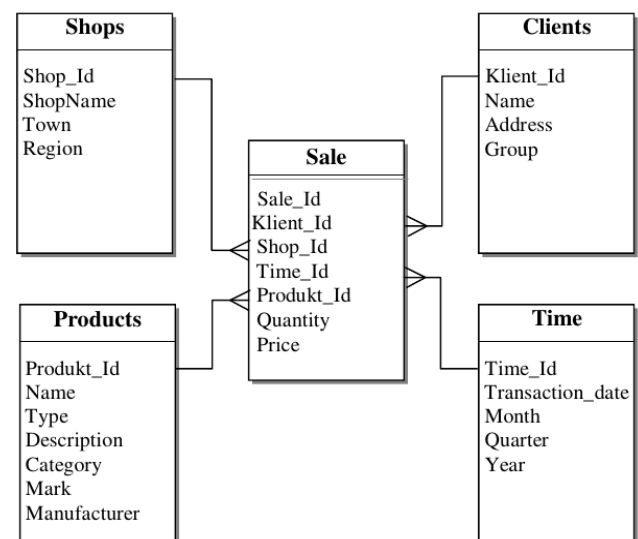 Shops
Shop_Id
ShopName
Town
Region
Clients
Klient_Id
Name
Address
Group
Sale
Sale_Id
Klient_Id
Shop_Id
Time_Id
Produkt_Id
Quantity
Price
Products
Produkt_Id
Name
Type
Description
Category
Mark
Manufacturer
Time
Time_Id
Transaction_date
Month
Quarter
Year